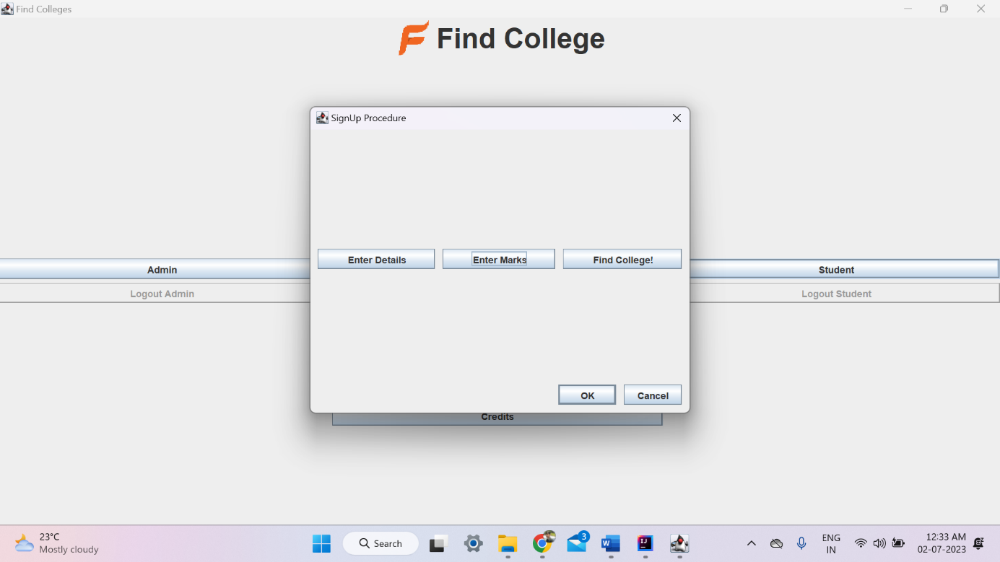 Find Colleges
Find College
SignUp Procedure
Enter Details
Enter Marks
Find College!
Admin
Student
Logout Admin
Logout Student
OK
Cancel
Credits
23°C
Mostly cloudy
Search
3
ENG
IN
12:33 AM
02-07-2023